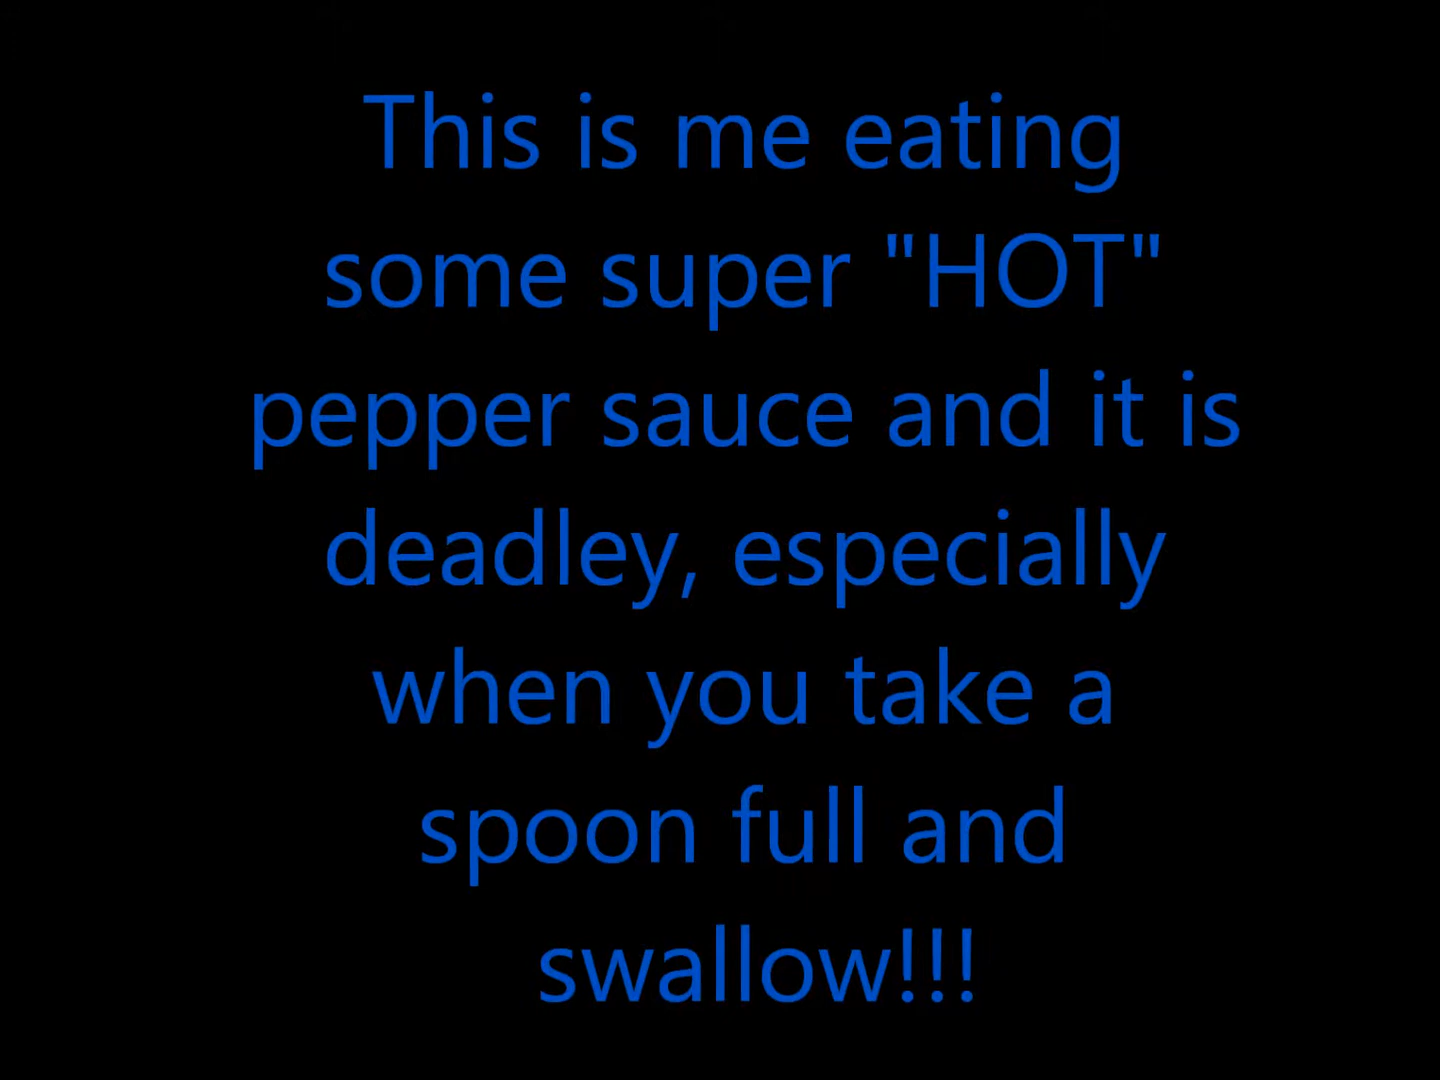 This is me eating
some super "HOT"
pepper sauce and it is
deadley, especially
when you take a
spoon full and
swallow!!!